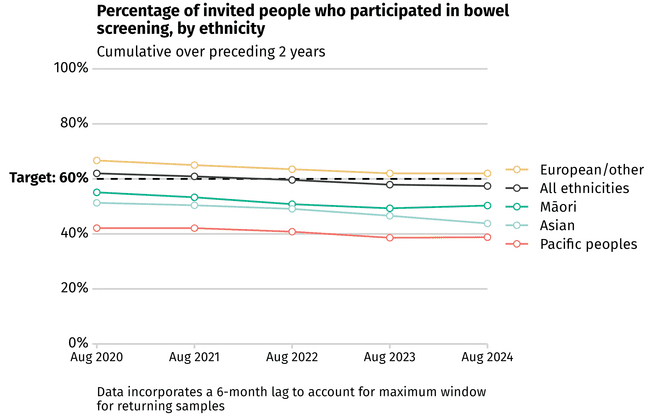 Percentage of invited people who participated in bowel
screening, by ethnicity
Cumulative over preceding 2 years
100%
80%
Target: 60%
40%
20%
0%
Aug 2020 Aug 2021 Aug 2022 Aug 2023 Aug 2024
European/other
All ethnicities
Māori
Asian
Pacific peoples
Data incorporates a 6-month lag to account for maximum window
for returning samples